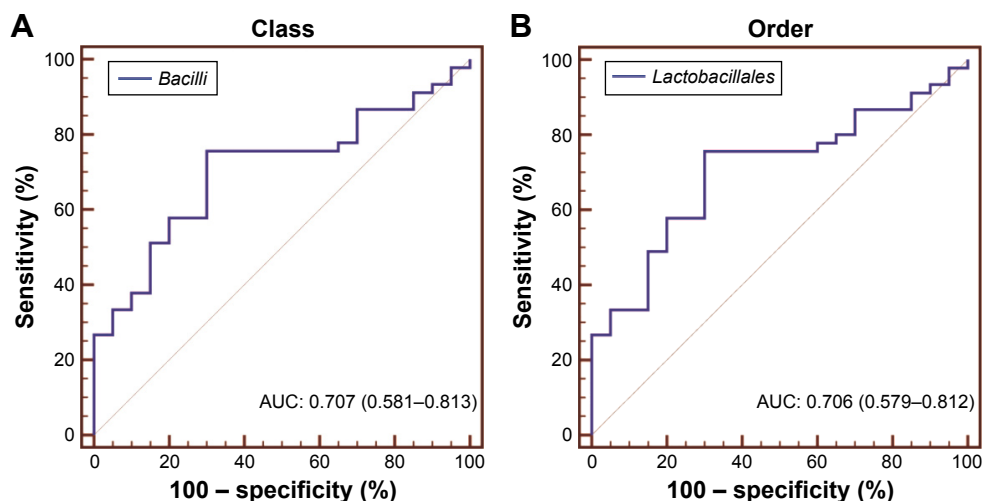 A
Class
Bacilli
Sensitivity (%)
100
80
60
40
20
0
AUC: 0.707 (0.581–0.813)
0 20 40 60 80 100
100 – specificity (%)
B
Order
Lactobacillales
Sensitivity (%)
100
80
60
40
20
0
AUC: 0.706 (0.579–0.812)
0 20 40 60 80 100
100 – specificity (%)